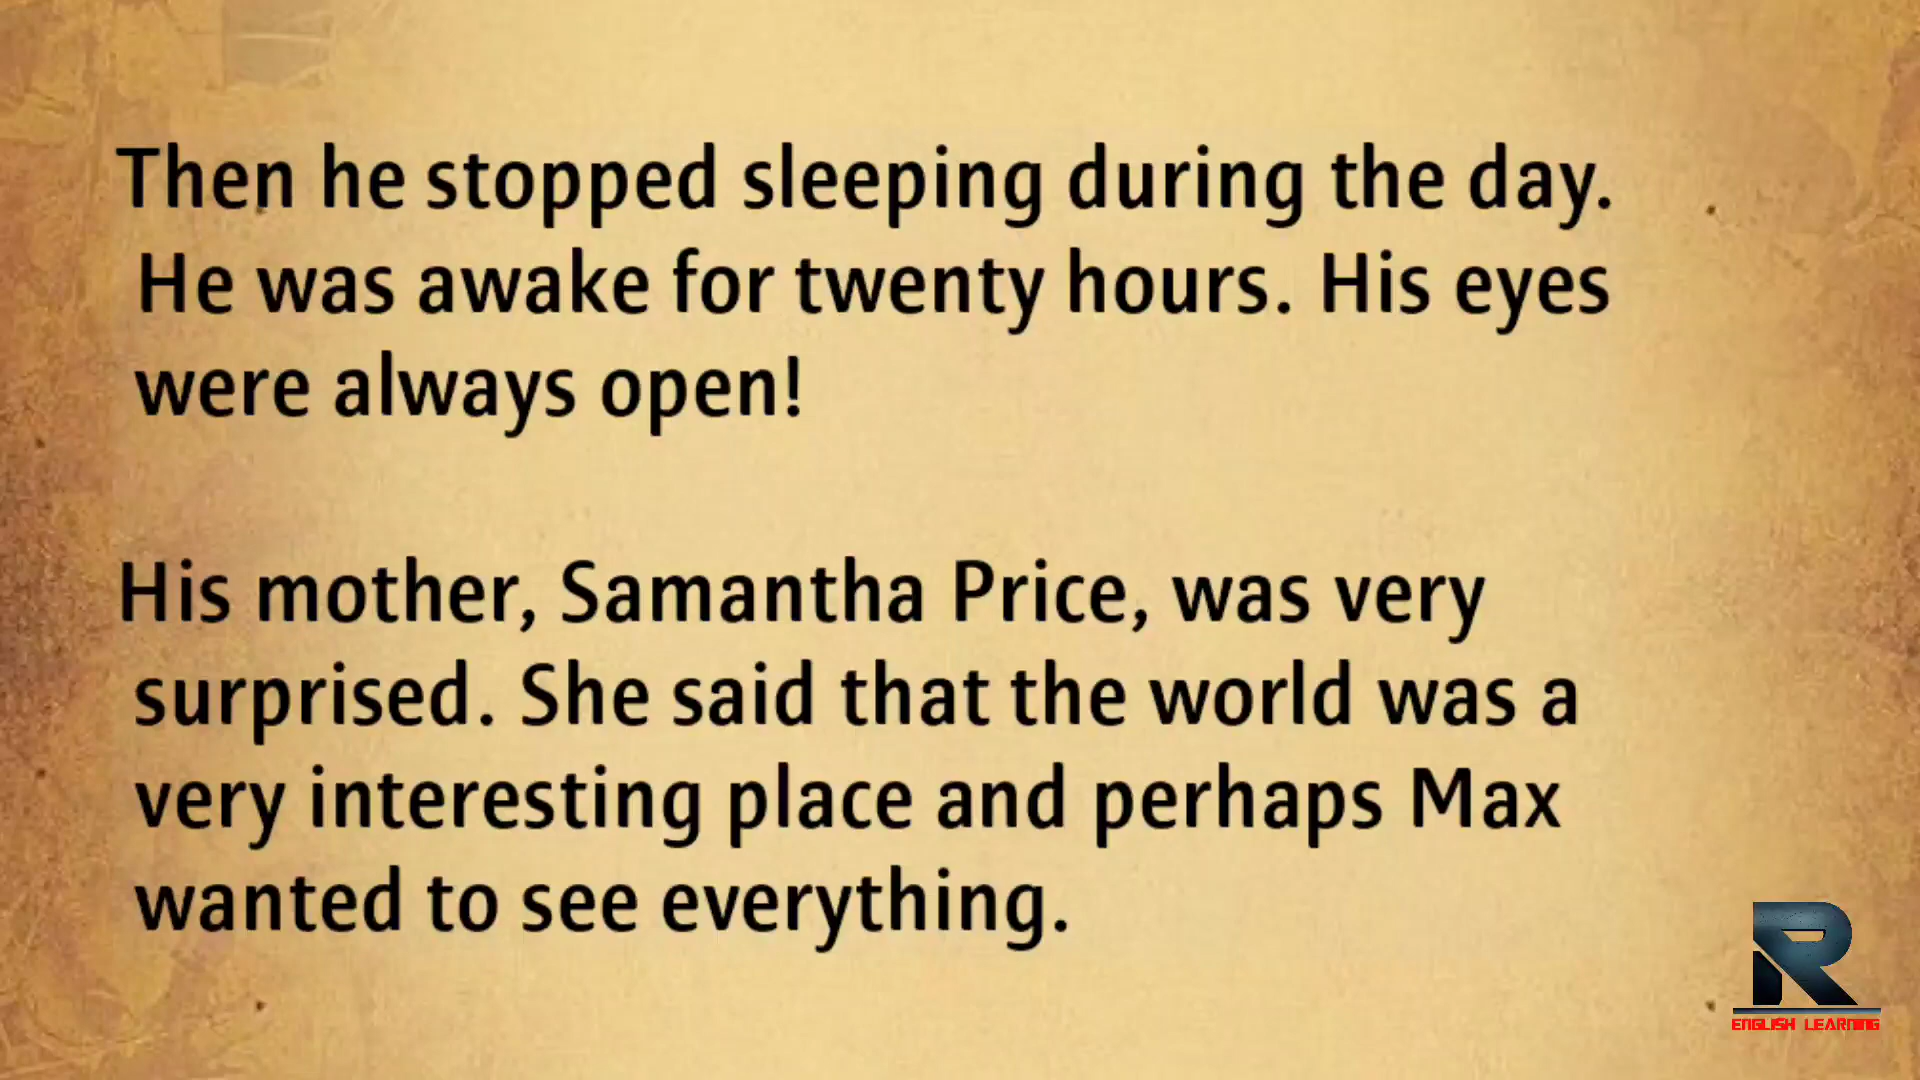 Then he stopped sleeping during the day.
He was awake for twenty hours. His eyes
were always open!
His mother, Samantha Price, was very
surprised. She said that the world was a
very interesting place and perhaps Max
wanted to see everything.
R
ENGLISH LEARNING